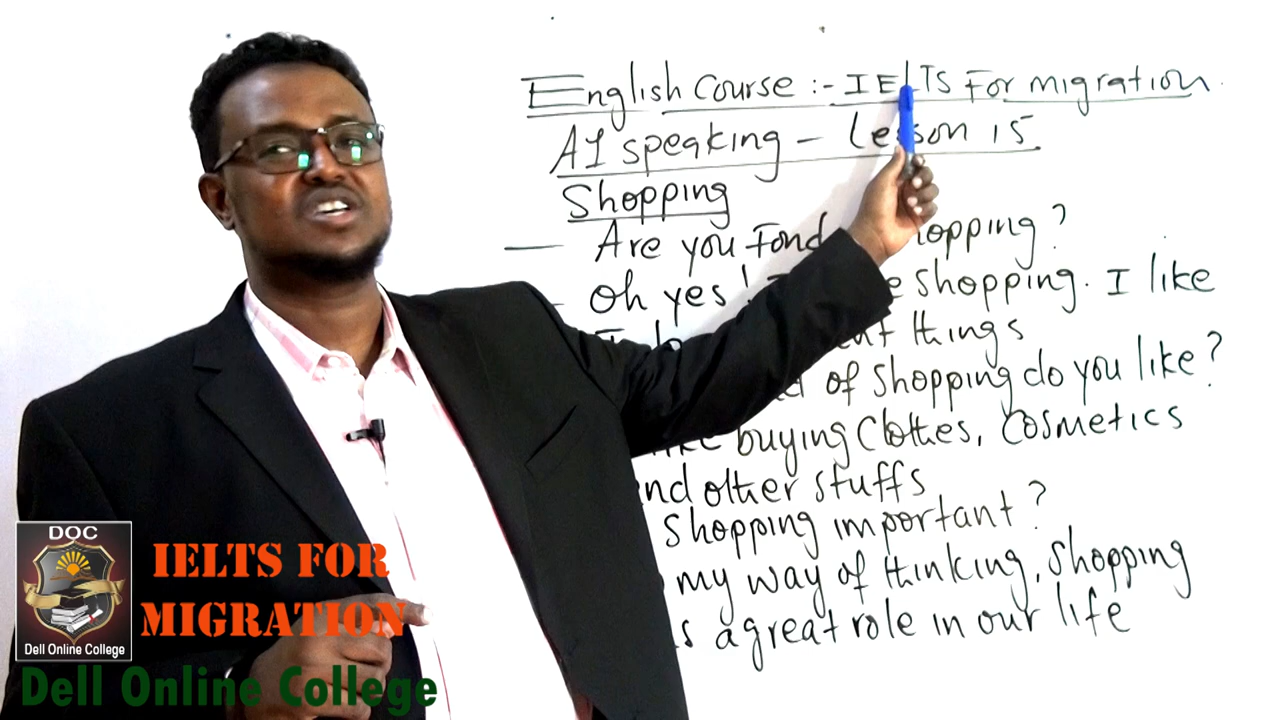 English Course :- IELTS For migration.
AI speaking - Lesson 15
Shopping
— Are you Fond opping?
- Oh yes! shopping. I like
things
of shopping do you like?
buying Clothes, Cosmetics
and other stuffs
Shopping important?
my way of thinking, shopping
a great role in our life
DOC
Dell Online College
IELTS FOR
MIGRATION
Dell Online College